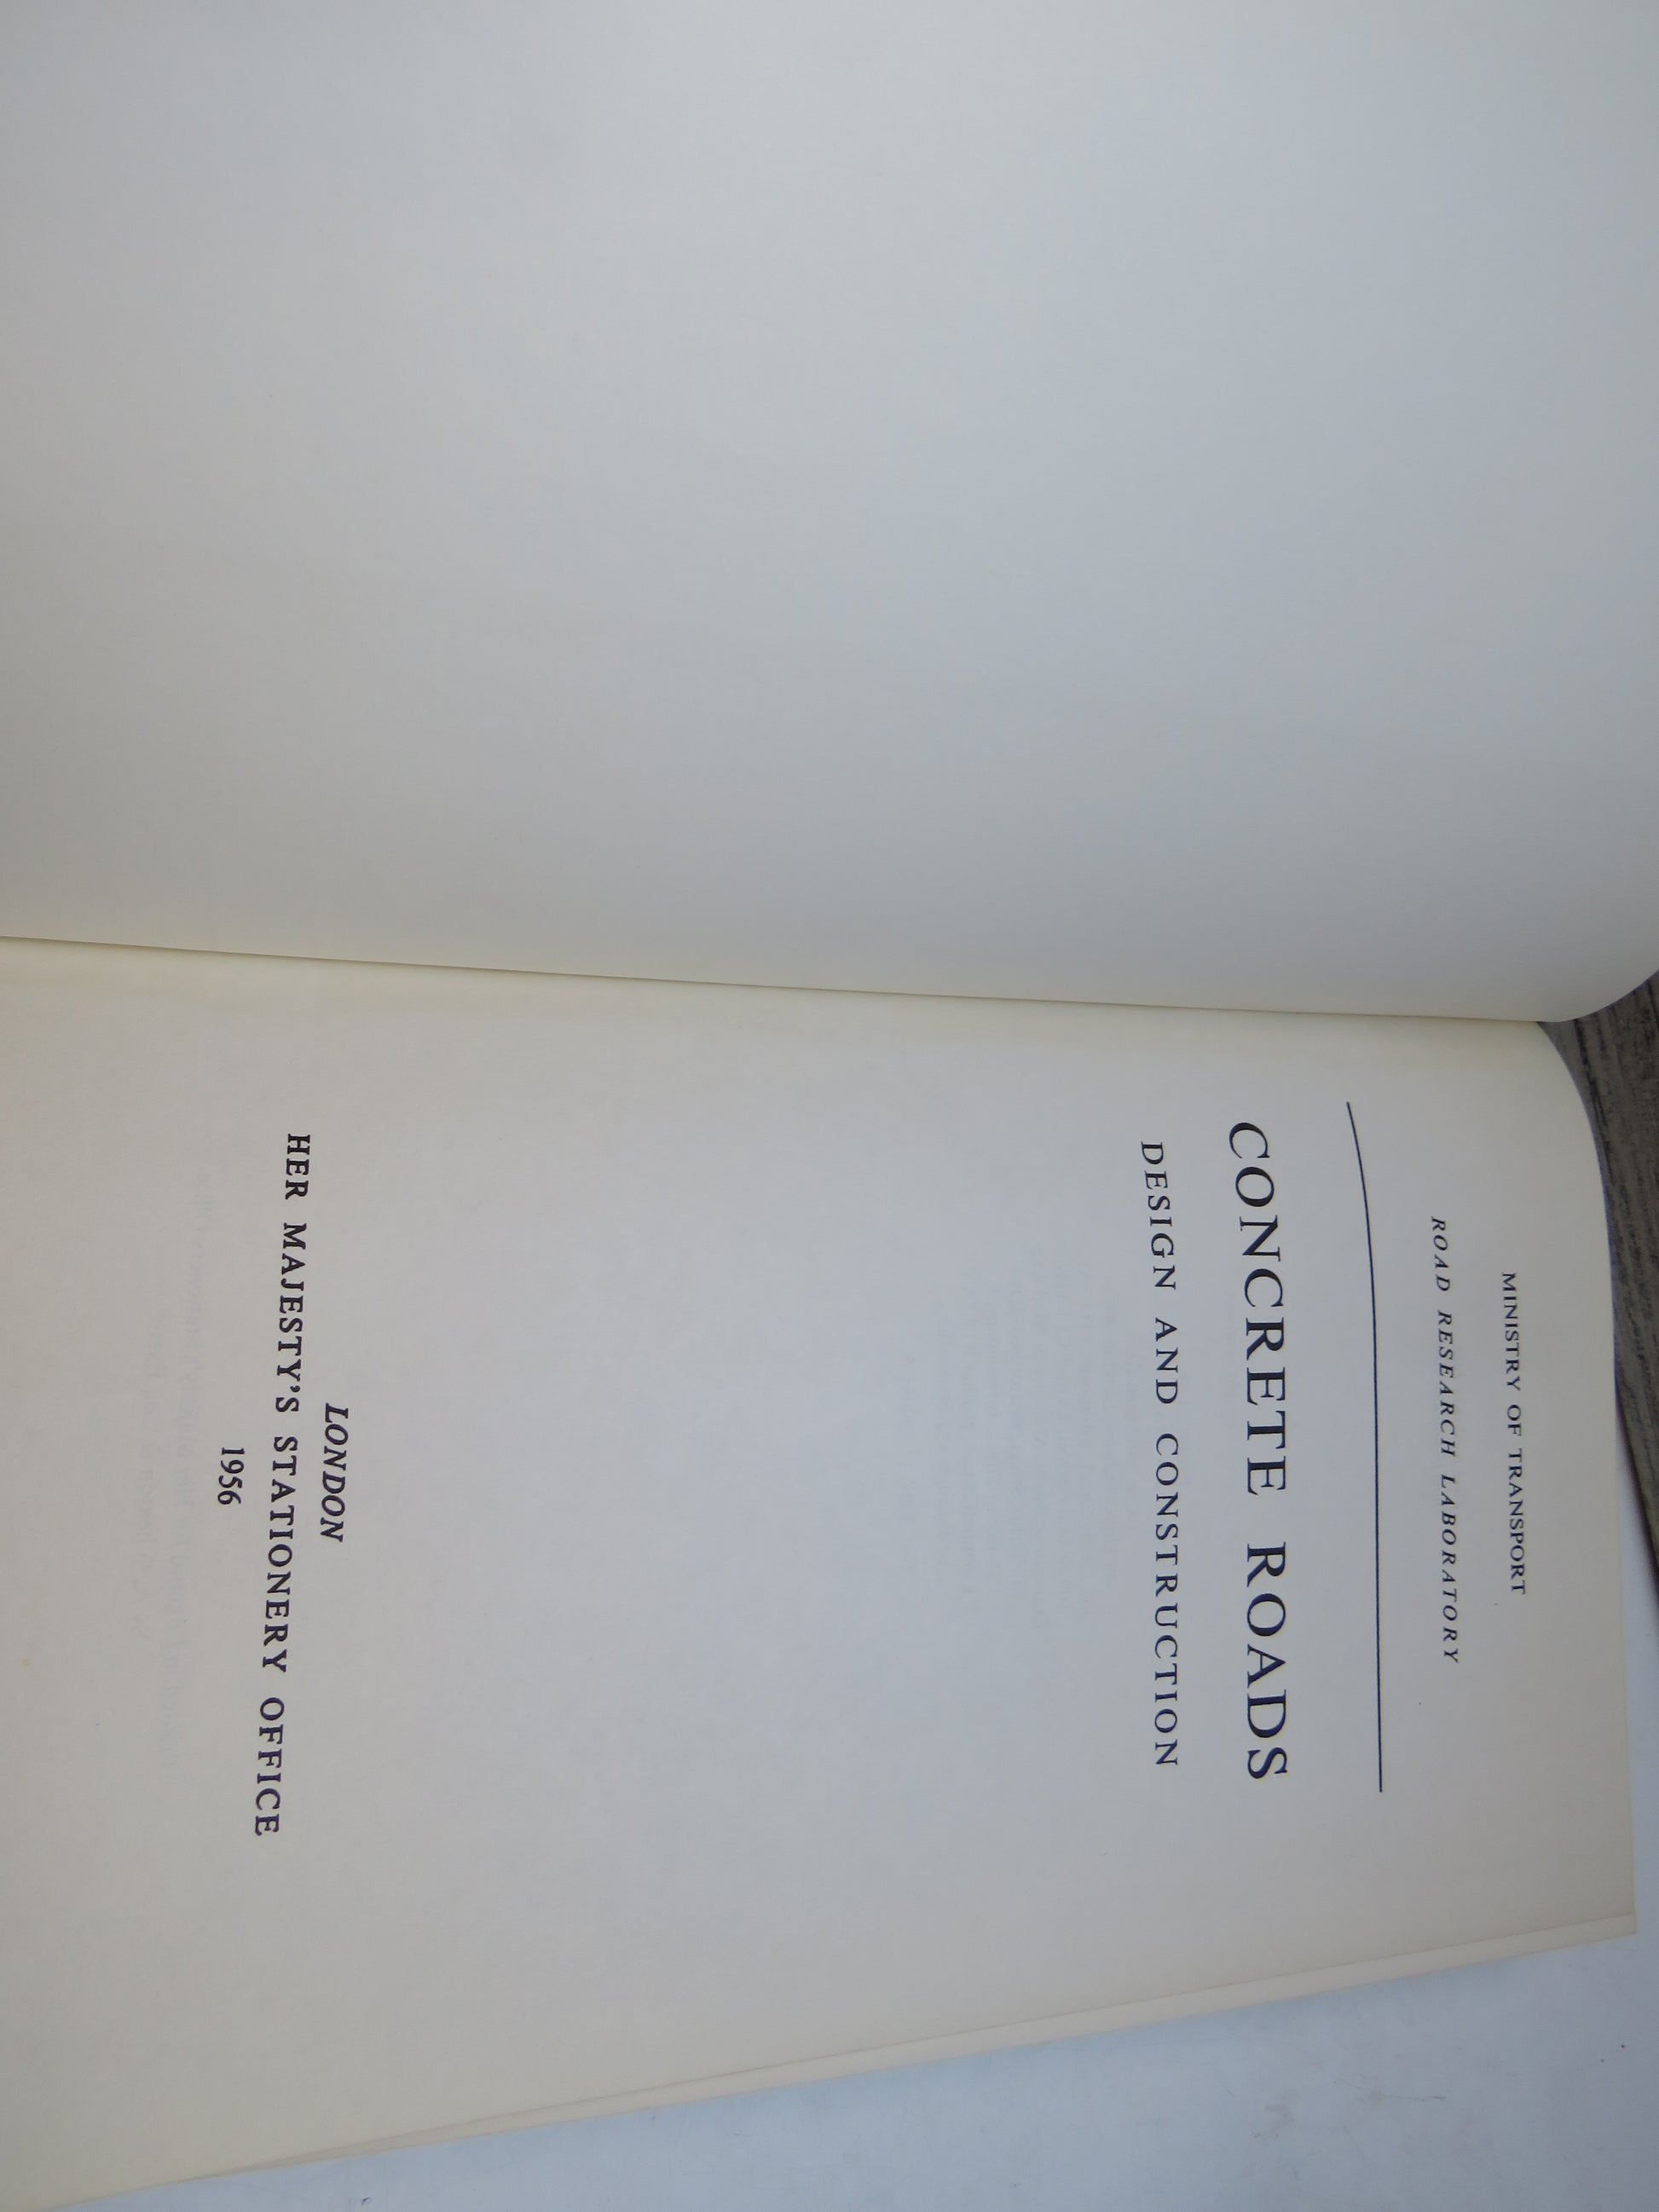 MINISTRY OF TRANSPORT
ROAD RESEARCH LABORATORY
CONCRETE ROADS
DESIGN AND CONSTRUCTION
LONDON
HER MAJESTY'S STATIONERY OFFICE
1956